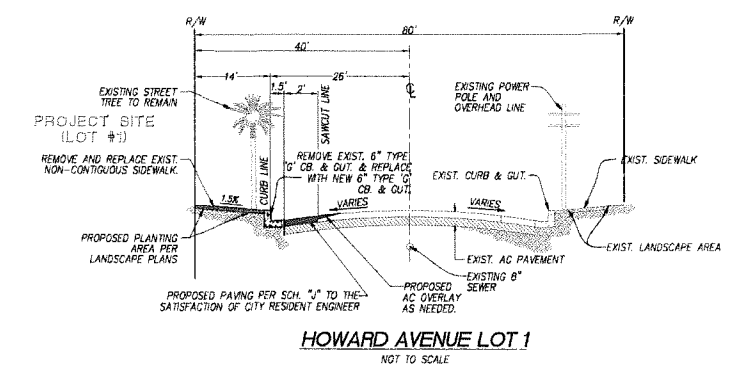 R/W
R/W
80'
40'
14'
26'
1.5'
2'
EXISTING STREET
TREE TO REMAIN
PROJECT SITE
(LOT #1)
REMOVE AND REPLACE EXIST.
NON-CONTIGUOUS SIDEWALK.
1.5%
CURB LINE
SAWCUT LINE
REMOVE EXIST. 6" TYPE
'G' CB. & GUT. & REPLACE
WITH NEW 6" TYPE 'G'
CB. & GUT.
VARIES
VARIES
EXISTING POWER
POLE AND
OVERHEAD LINE
EXIST. CURB & GUT.
EXIST. SIDEWALK
PROPOSED PLANTING
AREA PER
LANDSCAPE PLANS
PROPOSED PAVING PER SCH. "J" TO THE
SATISFACTION OF CITY RESIDENT ENGINEER
PROPOSED
AC OVERLAY
AS NEEDED.
EXISTING 8"
SEWER
EXIST. AC PAVEMENT
EXIST. LANDSCAPE AREA
HOWARD AVENUE LOT 1
NOT TO SCALE